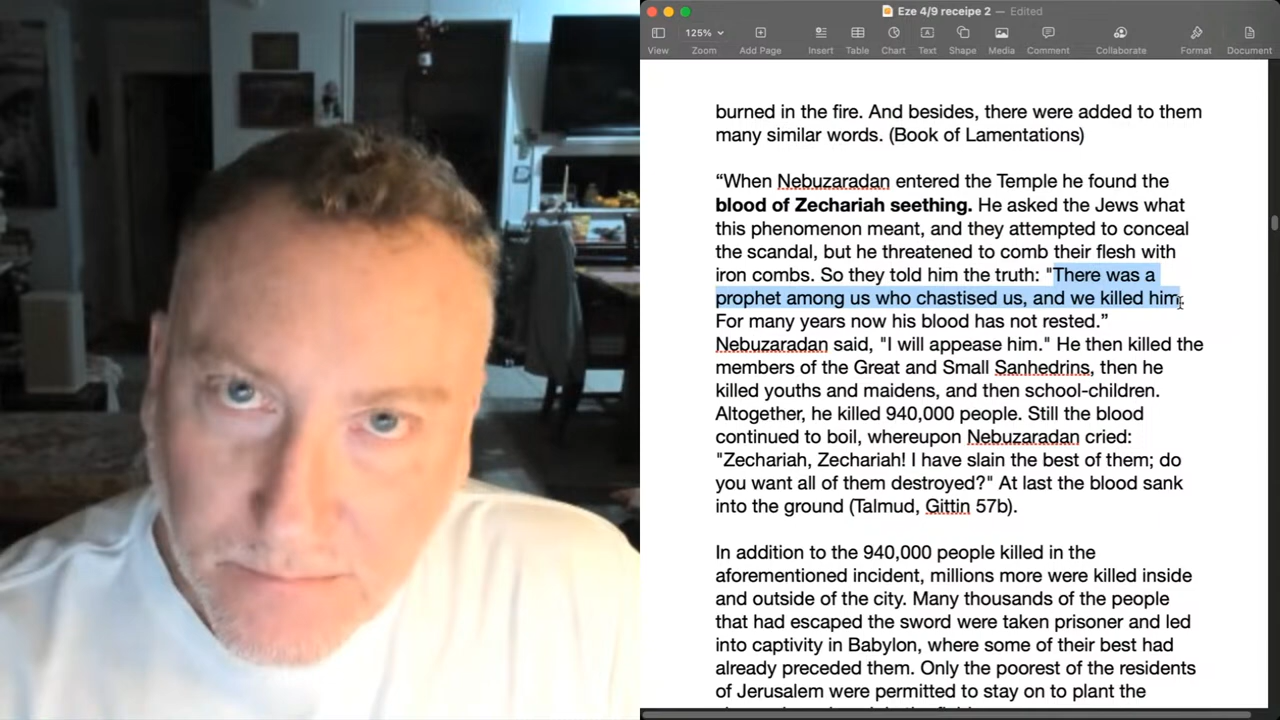 Eze 4/9 receipe 2 — Edited
125%
View Zoom Add Page Insert Table Chart Text Shape Media Comment Collaborate Format Document
burned in the fire. And besides, there were added to them
many similar words. (Book of Lamentations)
“When Nebuzaradan entered the Temple he found the
blood of Zechariah seething. He asked the Jews what
this phenomenon meant, and they attempted to conceal
the scandal, but he threatened to comb their flesh with
iron combs. So they told him the truth: "There was a
prophet among us who chastised us, and we killed him.
For many years now his blood has not rested.”
Nebuzaradan said, "I will appease him." He then killed the
members of the Great and Small Sanhedrins, then he
killed youths and maidens, and then school-children.
Altogether, he killed 940,000 people. Still the blood
continued to boil, whereupon Nebuzaradan cried:
"Zechariah, Zechariah! I have slain the best of them; do
you want all of them destroyed?" At last the blood sank
into the ground (Talmud, Gittin 57b).
In addition to the 940,000 people killed in the
aforementioned incident, millions more were killed inside
and outside of the city. Many thousands of the people
that had escaped the sword were taken prisoner and led
into captivity in Babylon, where some of their best had
already preceded them. Only the poorest of the residents
of Jerusalem were permitted to stay on to plant the